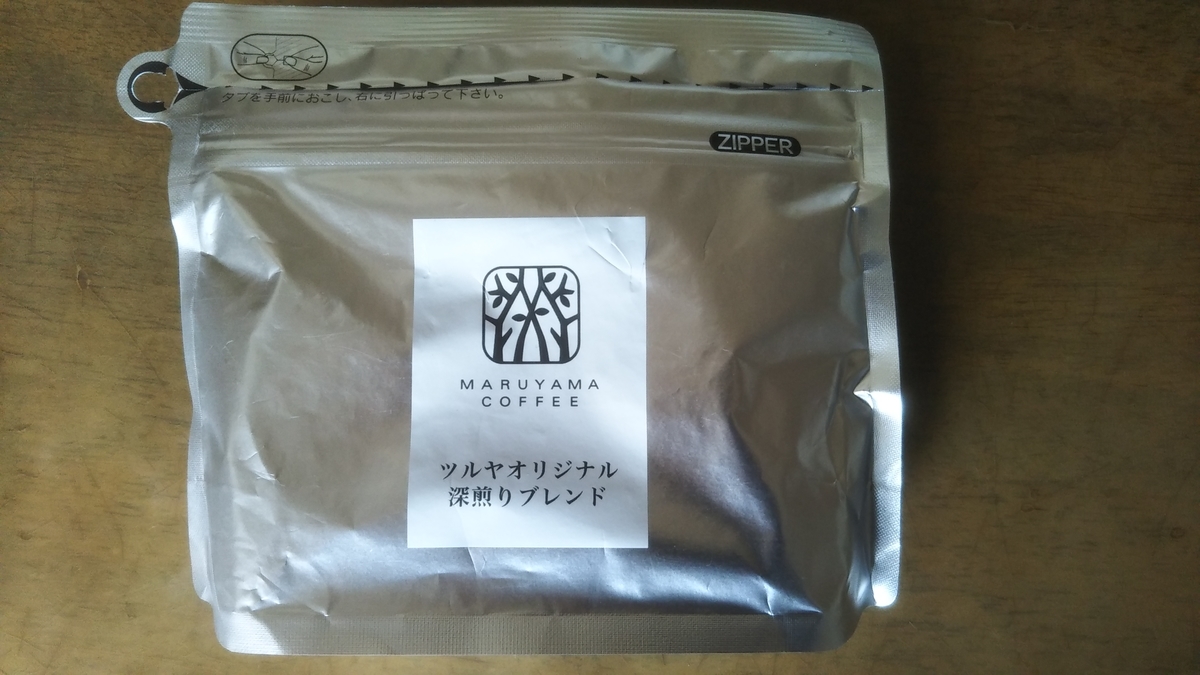 タブを手前におこし、右に引っぱって下さい。
ZIPPER
MARUYAMA
COFFEE
ツルヤオリジナル
深煎りブレンド